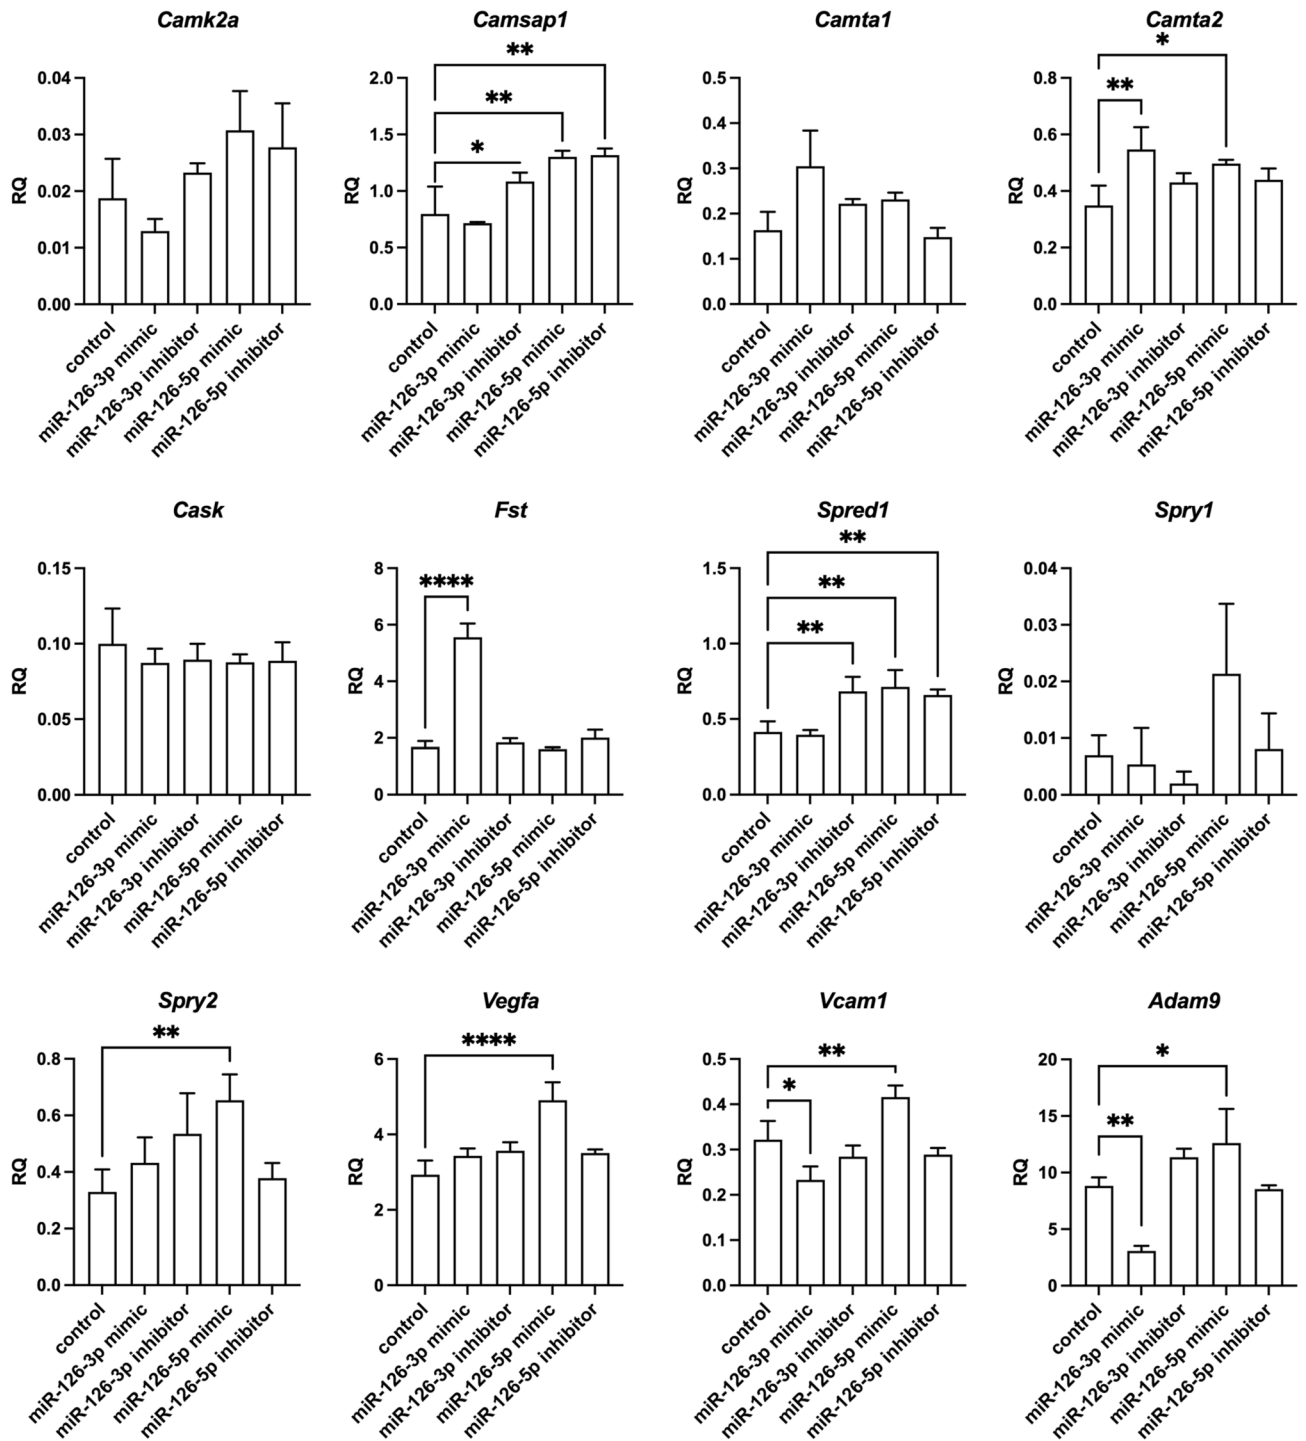 Camk2a
Camsap1
Camta1
Camta2
**
*
**
**
*
RQ
0.04
0.03
0.02
0.01
0.00
RQ
2.0
1.5
1.0
0.5
0.0
RQ
0.5
0.4
0.3
0.2
0.1
0.0
RQ
0.8
0.6
0.4
0.2
0.0
control
miR-126-3p mimic
miR-126-3p inhibitor
miR-126-5p mimic
miR-126-5p inhibitor
control
miR-126-3p mimic
miR-126-3p inhibitor
miR-126-5p mimic
miR-126-5p inhibitor
control
miR-126-3p mimic
miR-126-3p inhibitor
miR-126-5p mimic
miR-126-5p inhibitor
control
miR-126-3p mimic
miR-126-3p inhibitor
miR-126-5p mimic
miR-126-5p inhibitor
Cask
Fst
Spred1
Spry1
****
**
**
**
RQ
0.15
0.10
0.05
0.00
RQ
8
6
4
2
0
RQ
1.5
1.0
0.5
0.0
RQ
0.04
0.03
0.02
0.01
0.00
control
miR-126-3p mimic
miR-126-3p inhibitor
miR-126-5p mimic
miR-126-5p inhibitor
control
miR-126-3p mimic
miR-126-3p inhibitor
miR-126-5p mimic
miR-126-5p inhibitor
control
miR-126-3p mimic
miR-126-3p inhibitor
miR-126-5p mimic
miR-126-5p inhibitor
control
miR-126-3p mimic
miR-126-3p inhibitor
miR-126-5p mimic
miR-126-5p inhibitor
Spry2
Vegfa
Vcam1
Adam9
**
****
**
*
*
**
RQ
0.8
0.6
0.4
0.2
0.0
RQ
6
4
2
0
RQ
0.5
0.4
0.3
0.2
0.1
0.0
RQ
20
15
10
5
0
control
miR-126-3p mimic
miR-126-3p inhibitor
miR-126-5p mimic
miR-126-5p inhibitor
control
miR-126-3p mimic
miR-126-3p inhibitor
miR-126-5p mimic
miR-126-5p inhibitor
control
miR-126-3p mimic
miR-126-3p inhibitor
miR-126-5p mimic
miR-126-5p inhibitor
control
miR-126-3p mimic
miR-126-3p inhibitor
miR-126-5p mimic
miR-126-5p inhibitor